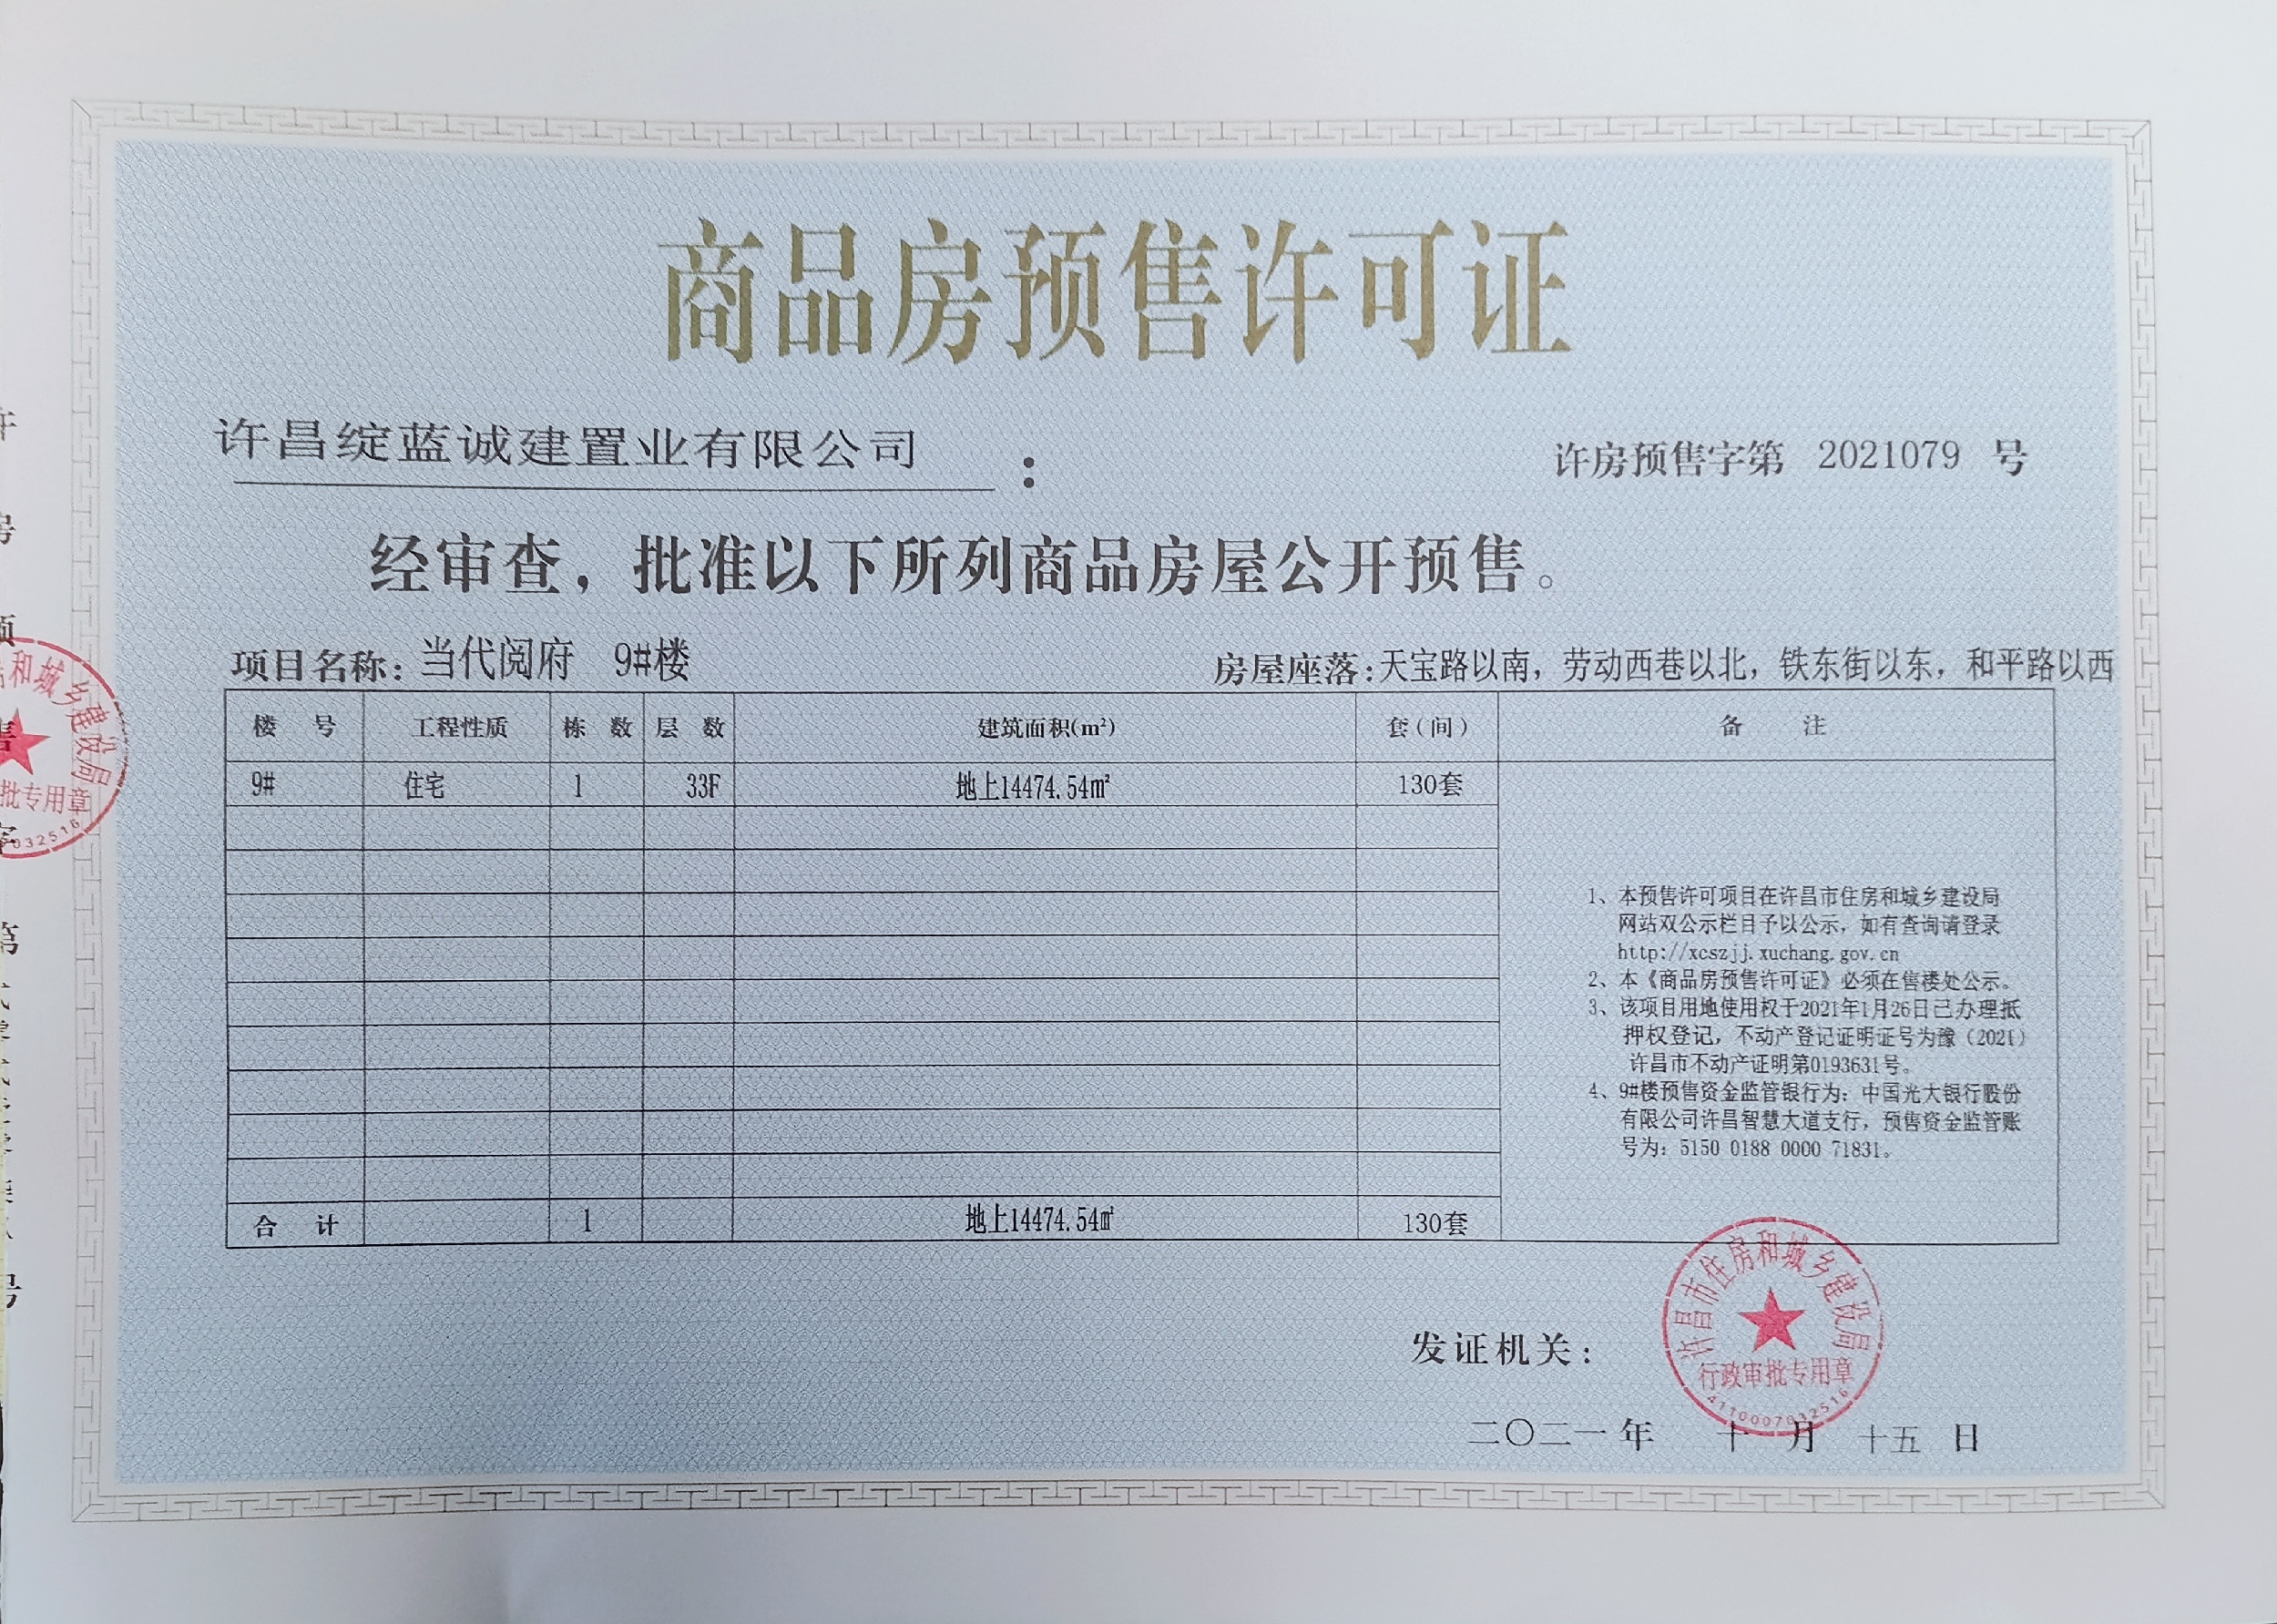 商品房预售许可证
许昌绽蓝诚建置业有限公司：
许房预售字第 2021079 号
经审查，批准以下所列商品房屋公开预售。
项目名称：当代阅府 9#楼
房屋座落：天宝路以南，劳动西巷以北，铁东街以东，和平路以西
楼 号 工程性质 栋 数 层 数 建筑面积(m²) 套（间） 备 注
9# 住宅 1 33F 地上14474.54㎡ 130套
1、本预售许可项目在许昌市住房和城乡建设局
网站双公示栏目予以公示，如有查询请登录
http://xcszjj.xuchang.gov.cn
2、本《商品房预售许可证》必须在售楼处公示。
3、该项目用地使用权于2021年1月26日已办理抵
押权登记，不动产登记证明证号为豫（2021）
许昌市不动产证明第0193631号。
4、9#楼预售资金监管银行为：中国光大银行股份
有限公司许昌智慧大道支行，预售资金监管账
号为：5150 0188 0000 71831。
合 计 1 地上14474.54㎡ 130套
发证机关：
许昌市住房和城乡建设局
行政审批专用章
4110007032516
二〇二一年 十 月 十五 日
和城乡建设局
批专用章
032516